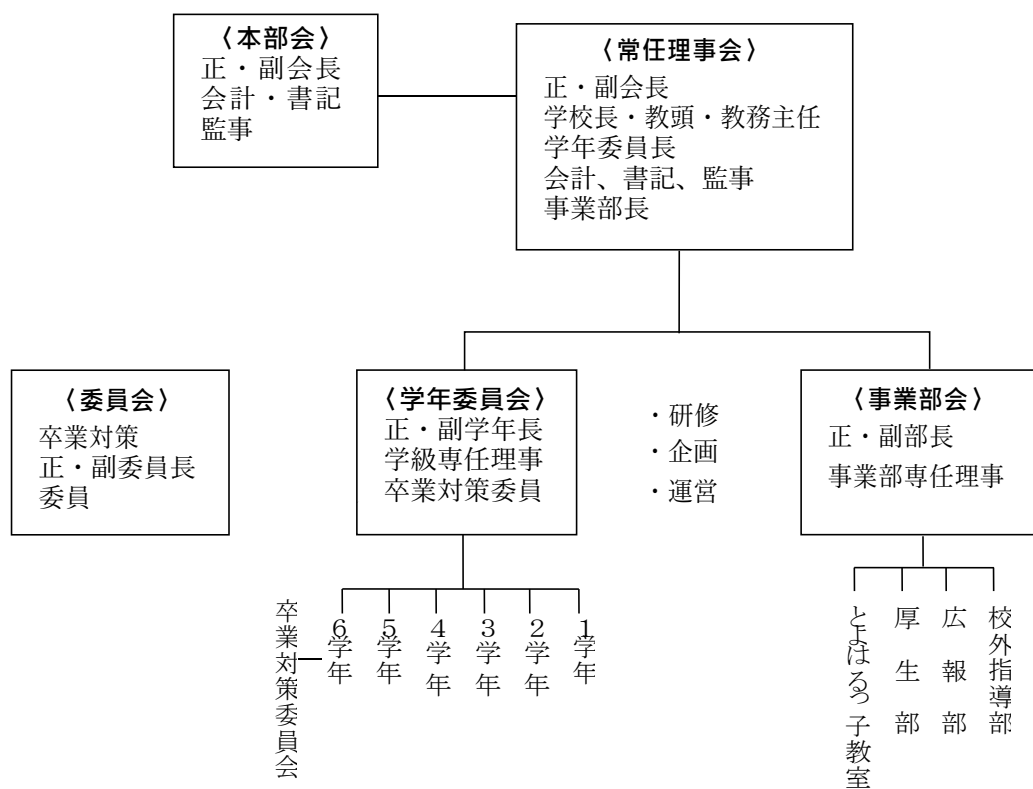 〈本部会〉
正・副会長
会計・書記
監事
〈常任理事会〉
正・副会長
学校長・教頭・教務主任
学年委員長
会計、書記、監事
事業部長
〈委員会〉
卒業対策
正・副委員長
委員
〈学年委員会〉
正・副学年長
学級専任理事
卒業対策委員
・研修
・企画
・運営
〈事業部会〉
正・副部長
事業部専任理事
卒業対策委員会
6学年
5学年
4学年
3学年
2学年
1学年
とよはるっ子教室
厚生部
広報部
校外指導部